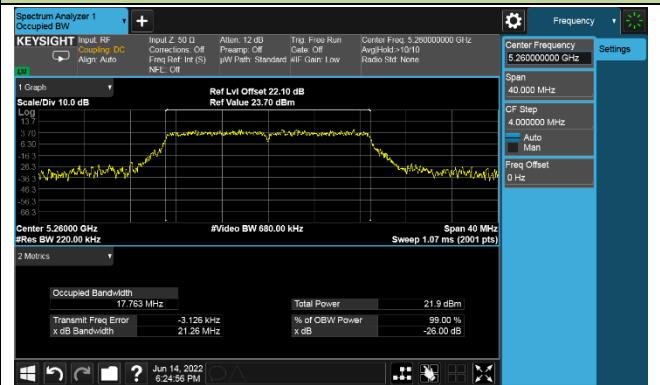 Spectrum Analyzer 1
Occupied BW
Frequency
KEYSIGHT Input: RF
Coupling: DC
Align: Auto
Input Z: 50 Ω
Corrections: Off
Freq Ref: Int (S)
NFE: Off
Atten: 12 dB
Preamp: Off
µW Path: Standard
Trig: Free Run
Gate: Off
#IF Gain: Low
Center Freq: 5.260000000 GHz
Avg|Hold:>10/10
Radio Std: None
LXI
Center Frequency
5.260000000 GHz
Settings
Span
40.000 MHz
CF Step
4.000000 MHz
Auto
Man
Freq Offset
0 Hz
1 Graph
Scale/Div 10.0 dB
Ref Lvl Offset 22.10 dB
Ref Value 23.70 dBm
Log
13.7
3.70
-6.30
-16.3
-26.3
-36.3
-46.3
-56.3
-66.3
Center 5.26000 GHz
#Res BW 220.00 kHz
#Video BW 680.00 kHz
Span 40 MHz
Sweep 1.07 ms (2001 pts)
2 Metrics
Occupied Bandwidth
17.763 MHz
Total Power 21.9 dBm
Transmit Freq Error -3.126 kHz
% of OBW Power 99.00 %
x dB Bandwidth 21.26 MHz
x dB -26.00 dB
Jun 14, 2022
6:24:56 PM